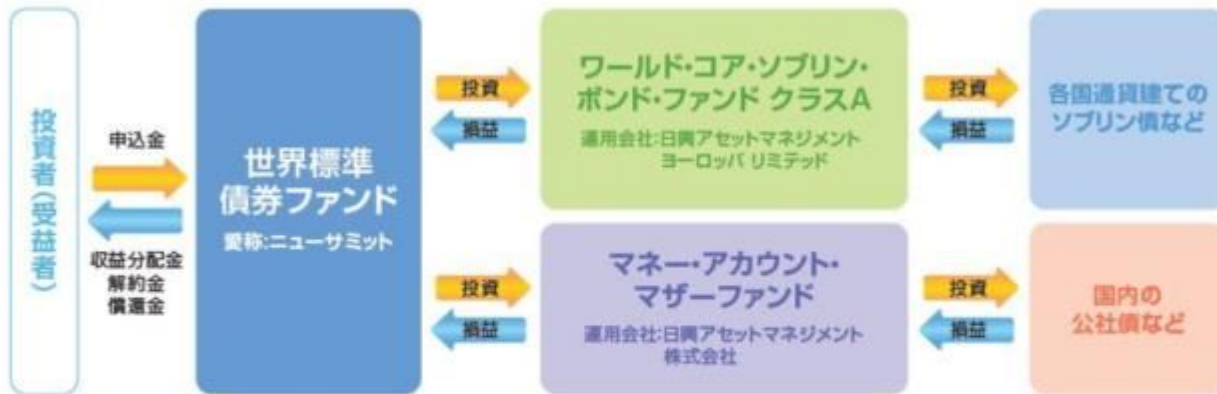 投資者(受益者)
申込金
収益分配金
解約金
償還金
世界標準
債券ファンド
愛称:ニューサミット
投資
損益
ワールド・コア・ソブリン・
ボンド・ファンド クラスA
運用会社:日興アセットマネジメント
ヨーロッパ リミテッド
投資
損益
各国通貨建ての
ソブリン債など
投資
損益
マネー・アカウント・
マザーファンド
運用会社:日興アセットマネジメント
株式会社
投資
損益
国内の
公社債など